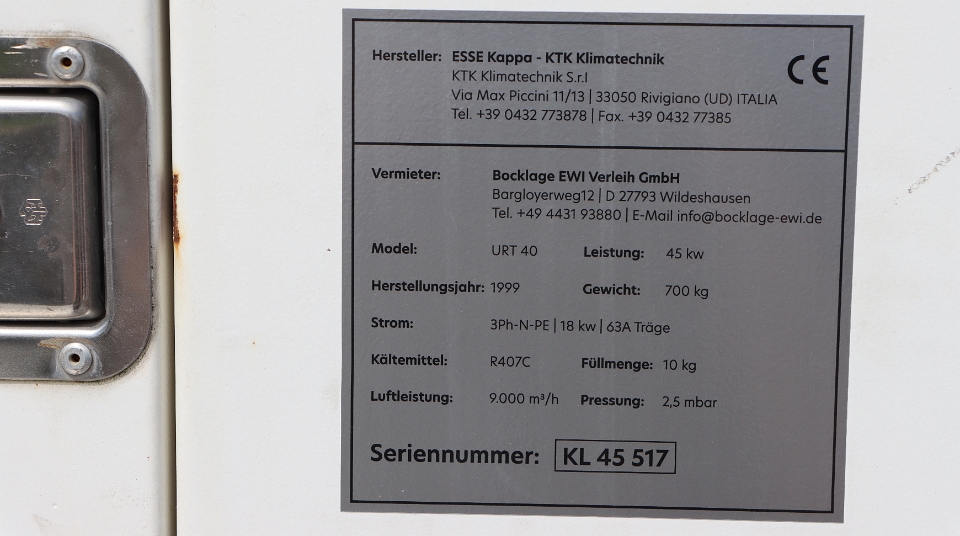 Hersteller: ESSE Kappa - KTK Klimatechnik
KTK Klimatechnik S.r.l
Via Max Piccini 11/13 | 33050 Rivigiano (UD) ITALIA
Tel. +39 0432 773878 | Fax. +39 0432 77385
CE
Vermieter: Bocklage EWI Verleih GmbH
Bargloyerweg12 | D 27793 Wildeshausen
Tel. +49 4431 93880 | E-Mail info@bocklage-ewi.de
Model: URT 40 Leistung: 45 kw
Herstellungsjahr: 1999 Gewicht: 700 kg
Strom: 3Ph-N-PE | 18 kw | 63A Träge
Kältemittel: R407C Füllmenge: 10 kg
Luftleistung: 9.000 m³/h Pressung: 2,5 mbar
Seriennummer: KL 45 517